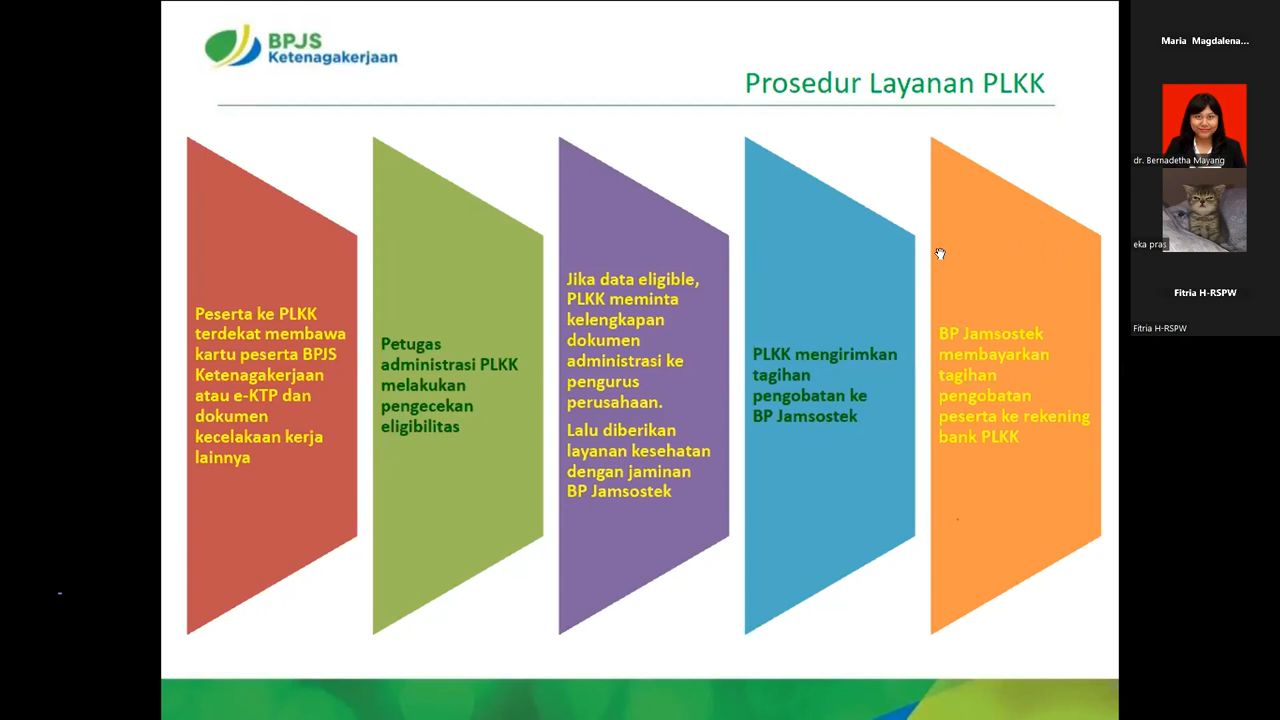 BPJS
Ketenagakerjaan
Prosedur Layanan PLKK
Peserta ke PLKK
terdekat membawa
kartu peserta BPJS
Ketenagakerjaan
atau e-KTP dan
dokumen
kecelakaan kerja
lainnya
Petugas
administrasi PLKK
melakukan
pengecekan
eligibilitas
Jika data eligible,
PLKK meminta
kelengkapan
dokumen
administrasi ke
pengurus
perusahaan.
Lalu diberikan
layanan kesehatan
dengan jaminan
BP Jamsostek
PLKK mengirimkan
tagihan
pengobatan ke
BP Jamsostek
BP Jamsostek
membayarkan
tagihan
pengobatan
peserta ke rekening
bank PLKK
Maria Magdalena...
dr. Bernadetha Mayang
eka pras
Fitria H-RSPW
Fitria H-RSPW